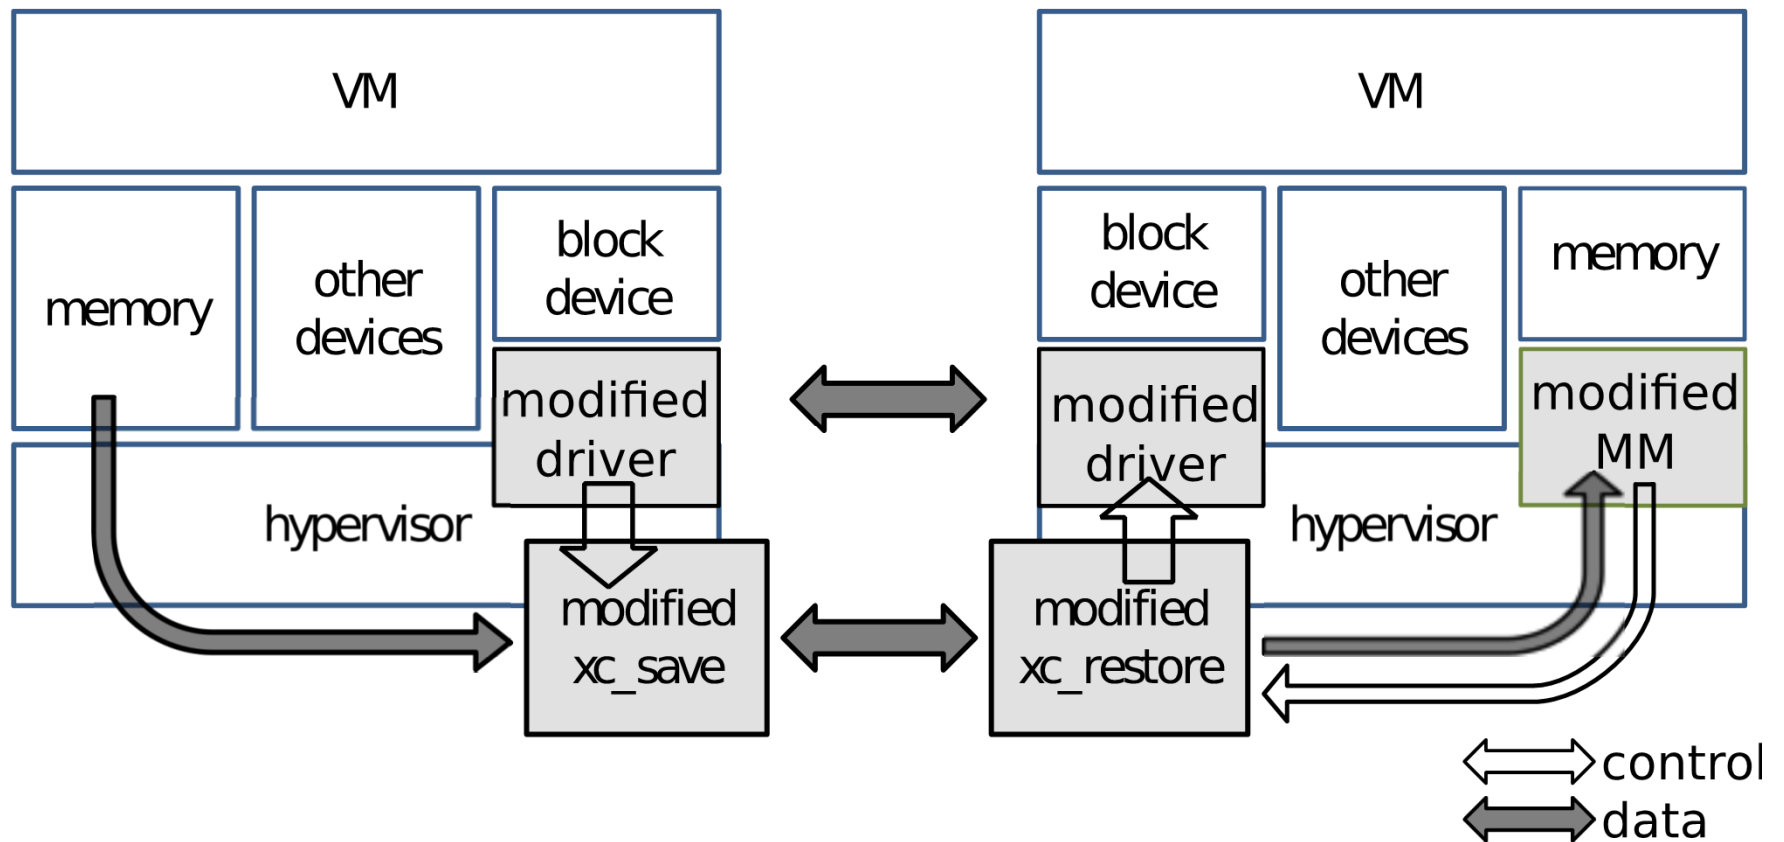 VM
memory
other
devices
block
device
modified
driver
hypervisor
modified
xc_save
VM
block
device
other
devices
memory
modified
driver
modified
MM
hypervisor
modified
xc_restore
control
data